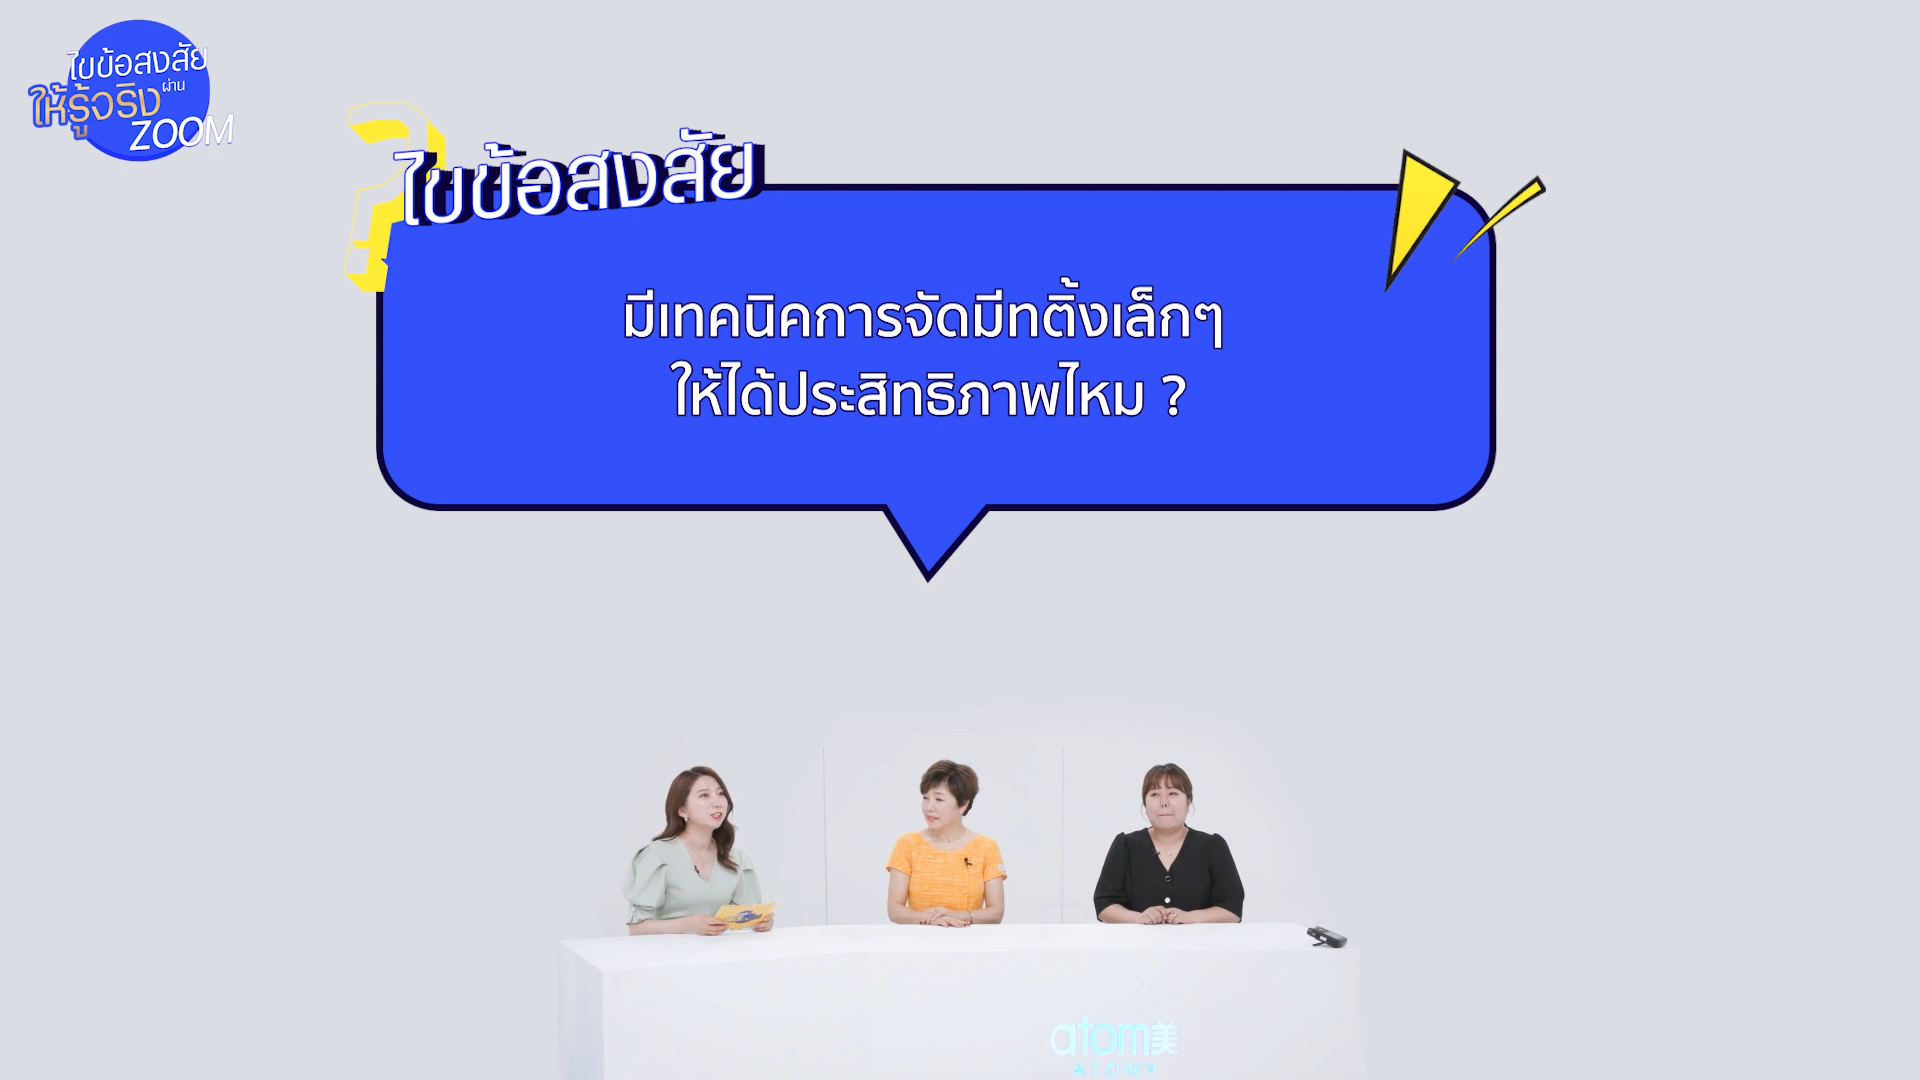 ไขข้อสงสัย
ให้รู้จริง ผ่าน
ZOOM
ไขข้อสงสัย
มีเทคนิคการจัดมีทติ้งเล็กๆ
ให้ได้ประสิทธิภาพไหม ?
atom美
ATOMY